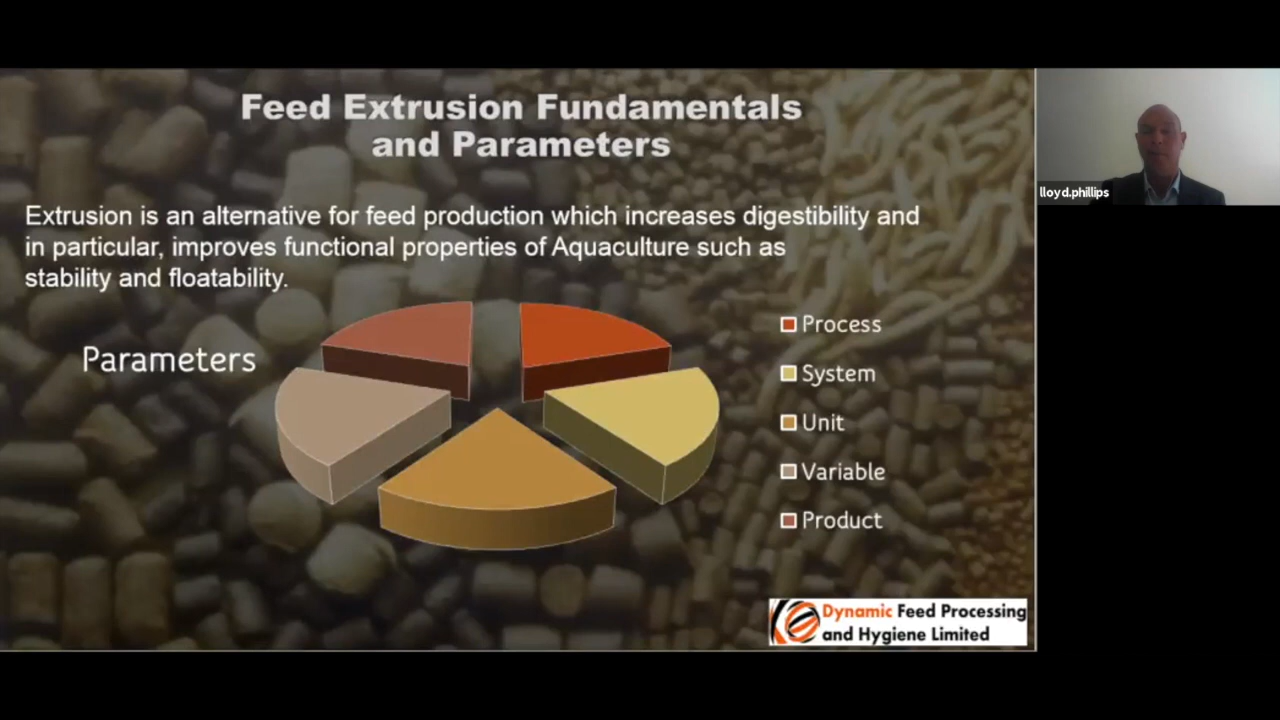 Feed Extrusion Fundamentals
and Parameters
Extrusion is an alternative for feed production which increases digestibility and
in particular, improves functional properties of Aquaculture such as
stability and floatability.
Parameters
Process
System
Unit
Variable
Product
Dynamic Feed Processing
and Hygiene Limited
lloyd.phillips